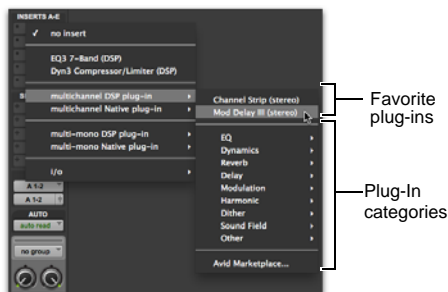 INSERTS A-E
✓ no insert
EQ3 7-Band (DSP)
Dyn3 Compressor/Limiter (DSP)
multichannel DSP plug-in
multichannel Native plug-in
multi-mono DSP plug-in
multi-mono Native plug-in
i/o
Channel Strip (stereo)
Mod Delay III (stereo)
EQ
Dynamics
Reverb
Delay
Modulation
Harmonic
Dither
Sound Field
Other
Avid Marketplace...
Favorite
plug-ins
Plug-In
categories
A 1-2
A 1-2
AUTO
auto read
no group